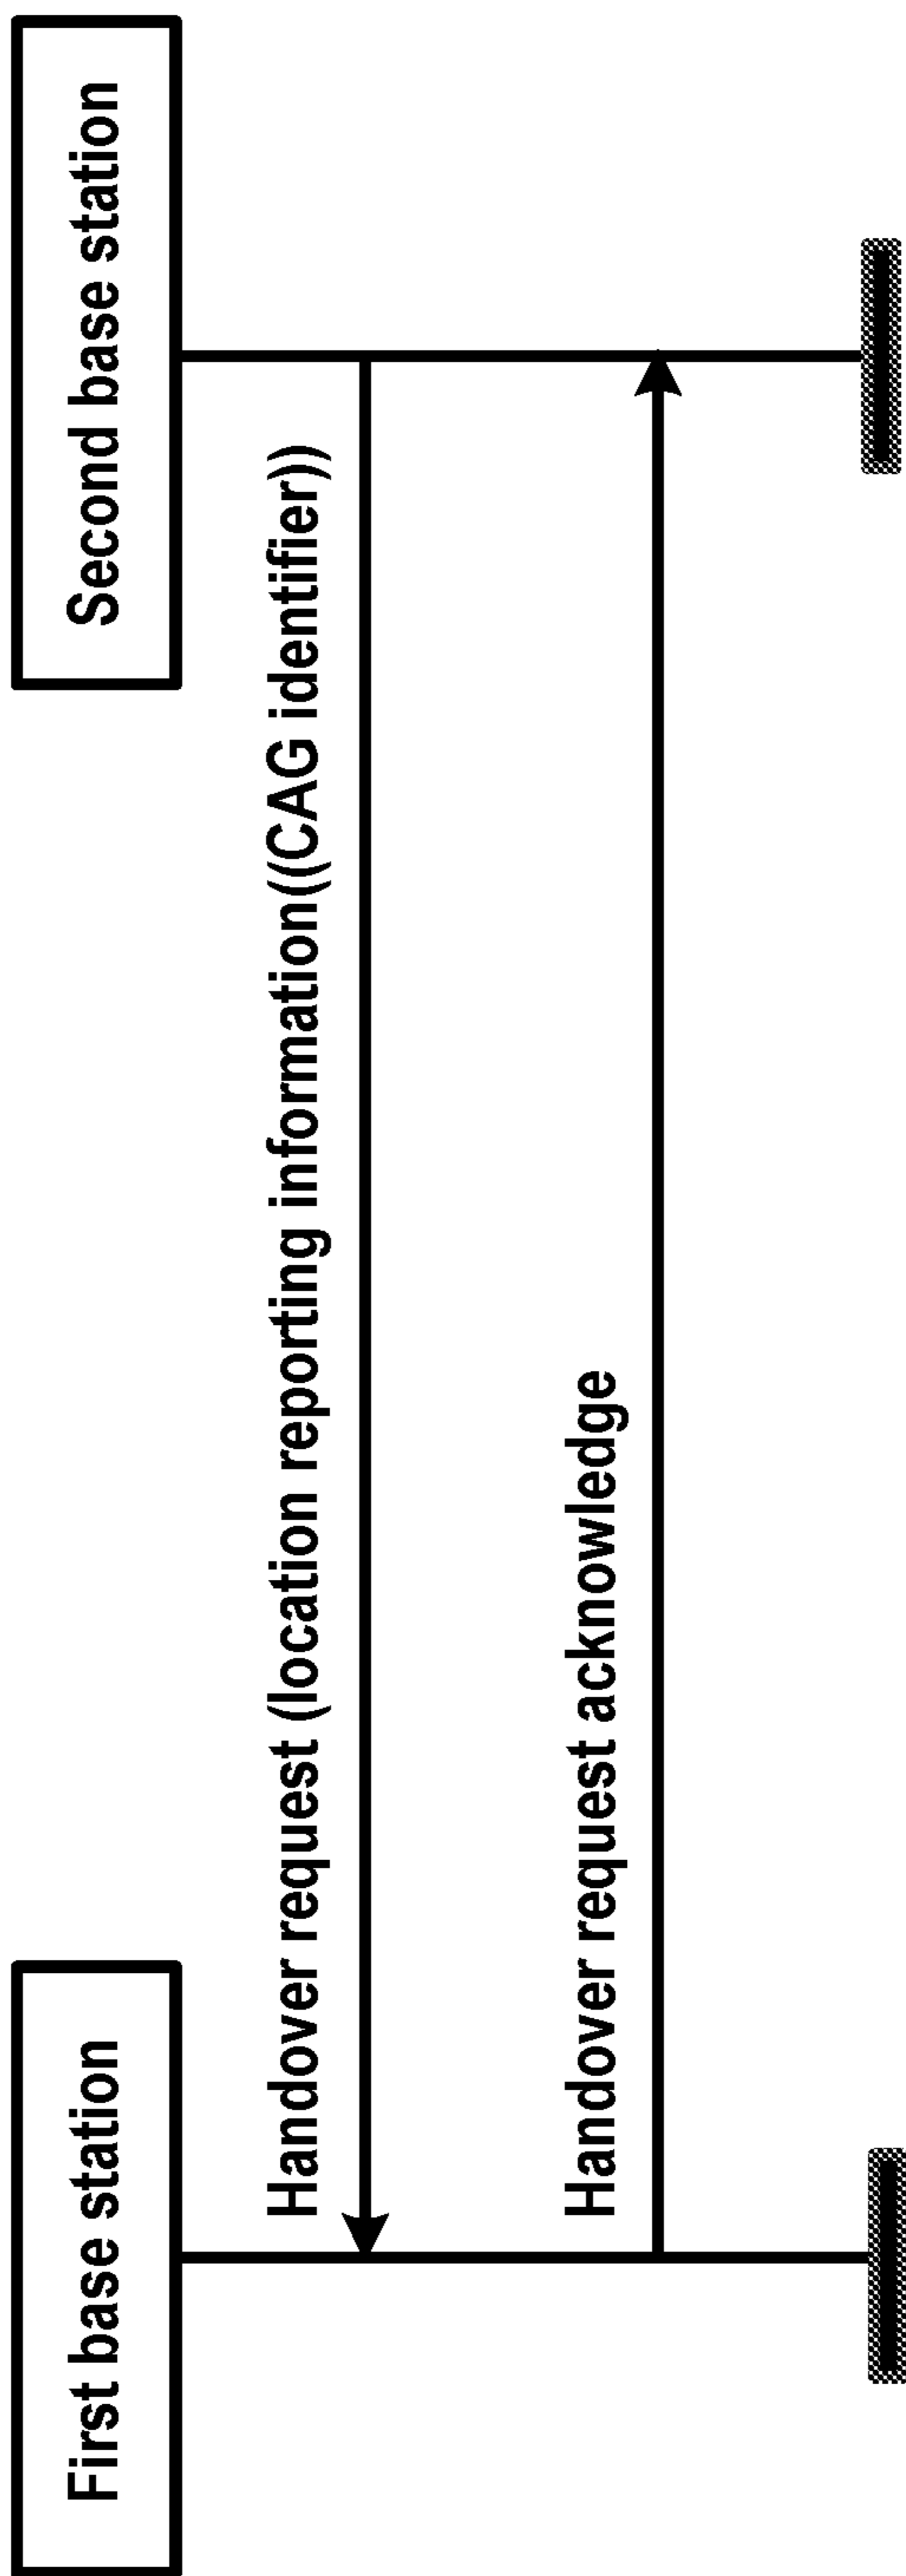 First base station
Second base station
Handover request (location reporting information((CAG identifier))
Handover request acknowledge